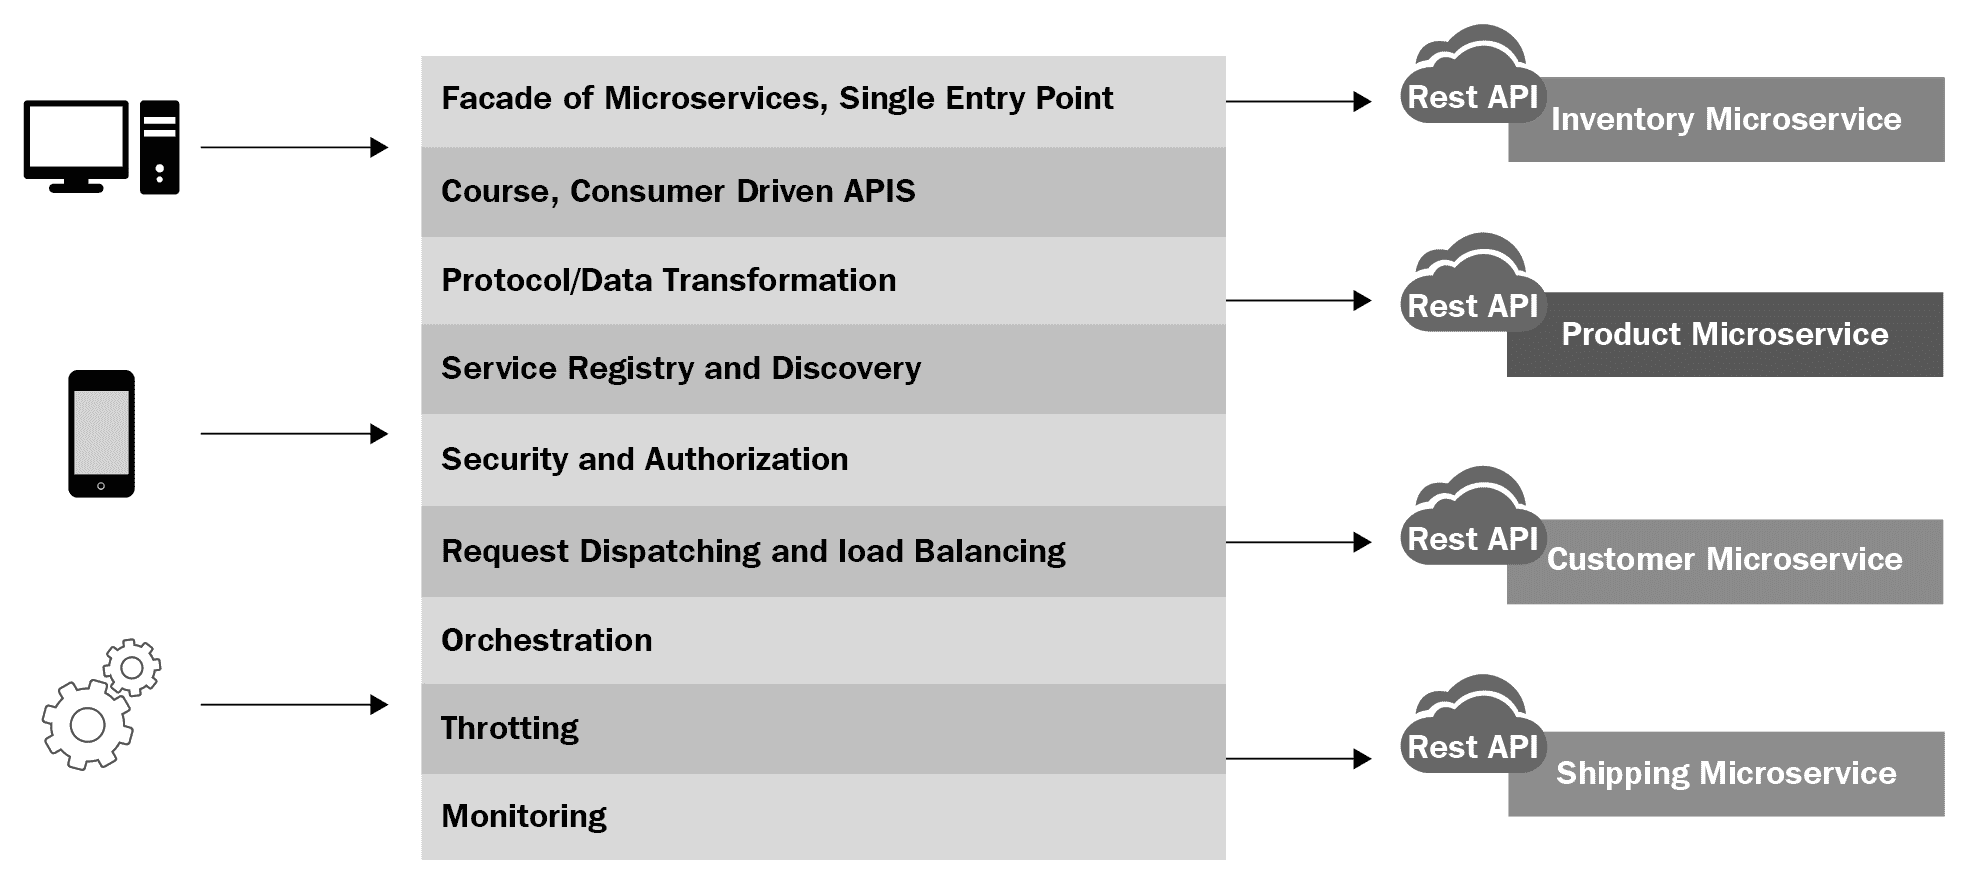 Facade of Microservices, Single Entry Point
Course, Consumer Driven APIS
Protocol/Data Transformation
Service Registry and Discovery
Security and Authorization
Request Dispatching and load Balancing
Orchestration
Throtting
Monitoring
Rest API
Inventory Microservice
Rest API
Product Microservice
Rest API
Customer Microservice
Rest API
Shipping Microservice